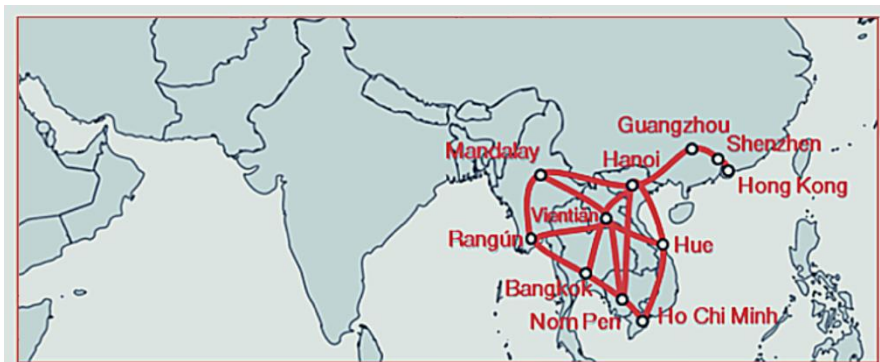 Guangzhou
Shenzhen
Mandalay
Hanoi
Hong Kong
Vientián
Rangún
Hue
Bangkok
Nom Pen
Ho Chi Minh